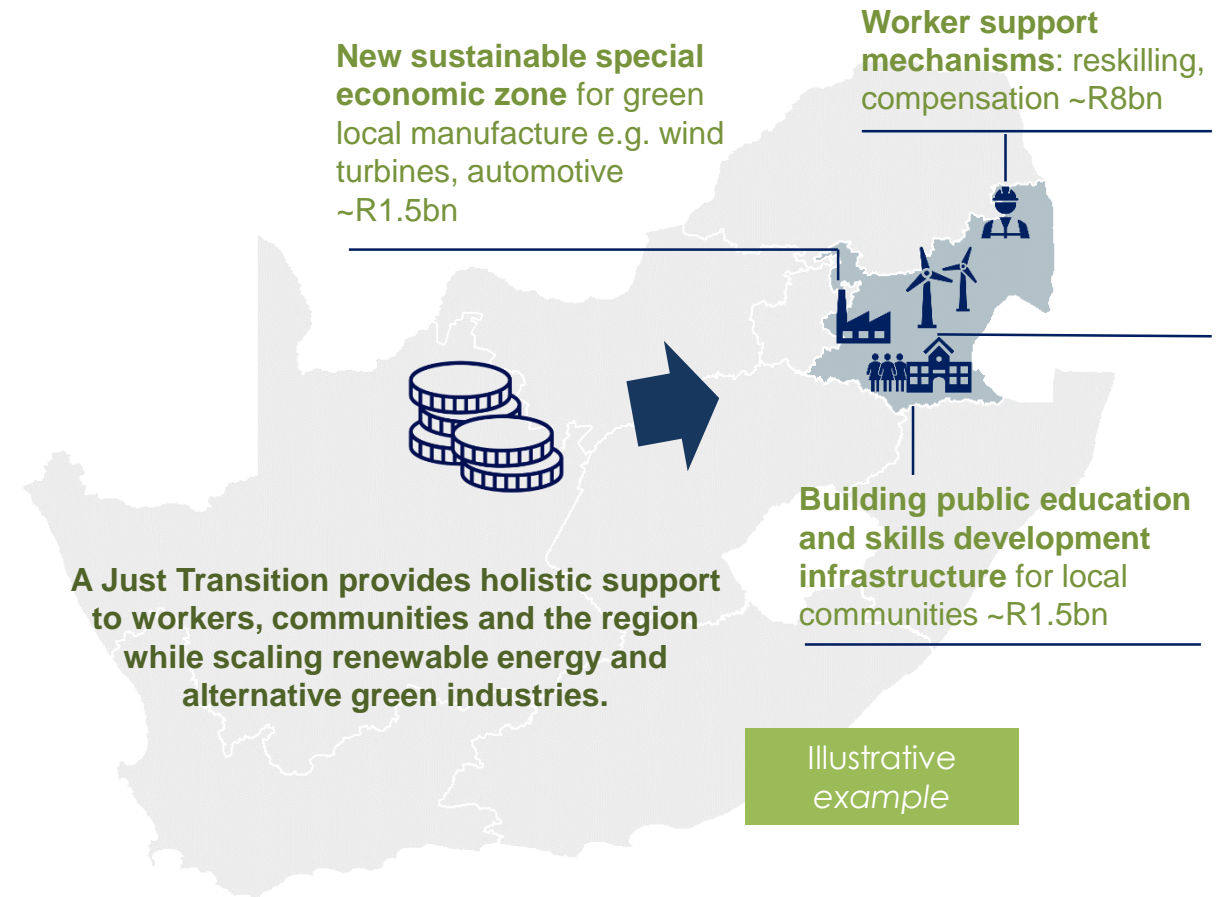 New sustainable special
economic zone for green
local manufacture e.g. wind
turbines, automotive
~R1.5bn
Worker support
mechanisms: reskilling,
compensation ~R8bn
Building public education
and skills development
infrastructure for local
communities ~R1.5bn
A Just Transition provides holistic support
to workers, communities and the region
while scaling renewable energy and
alternative green industries.
Illustrative
example